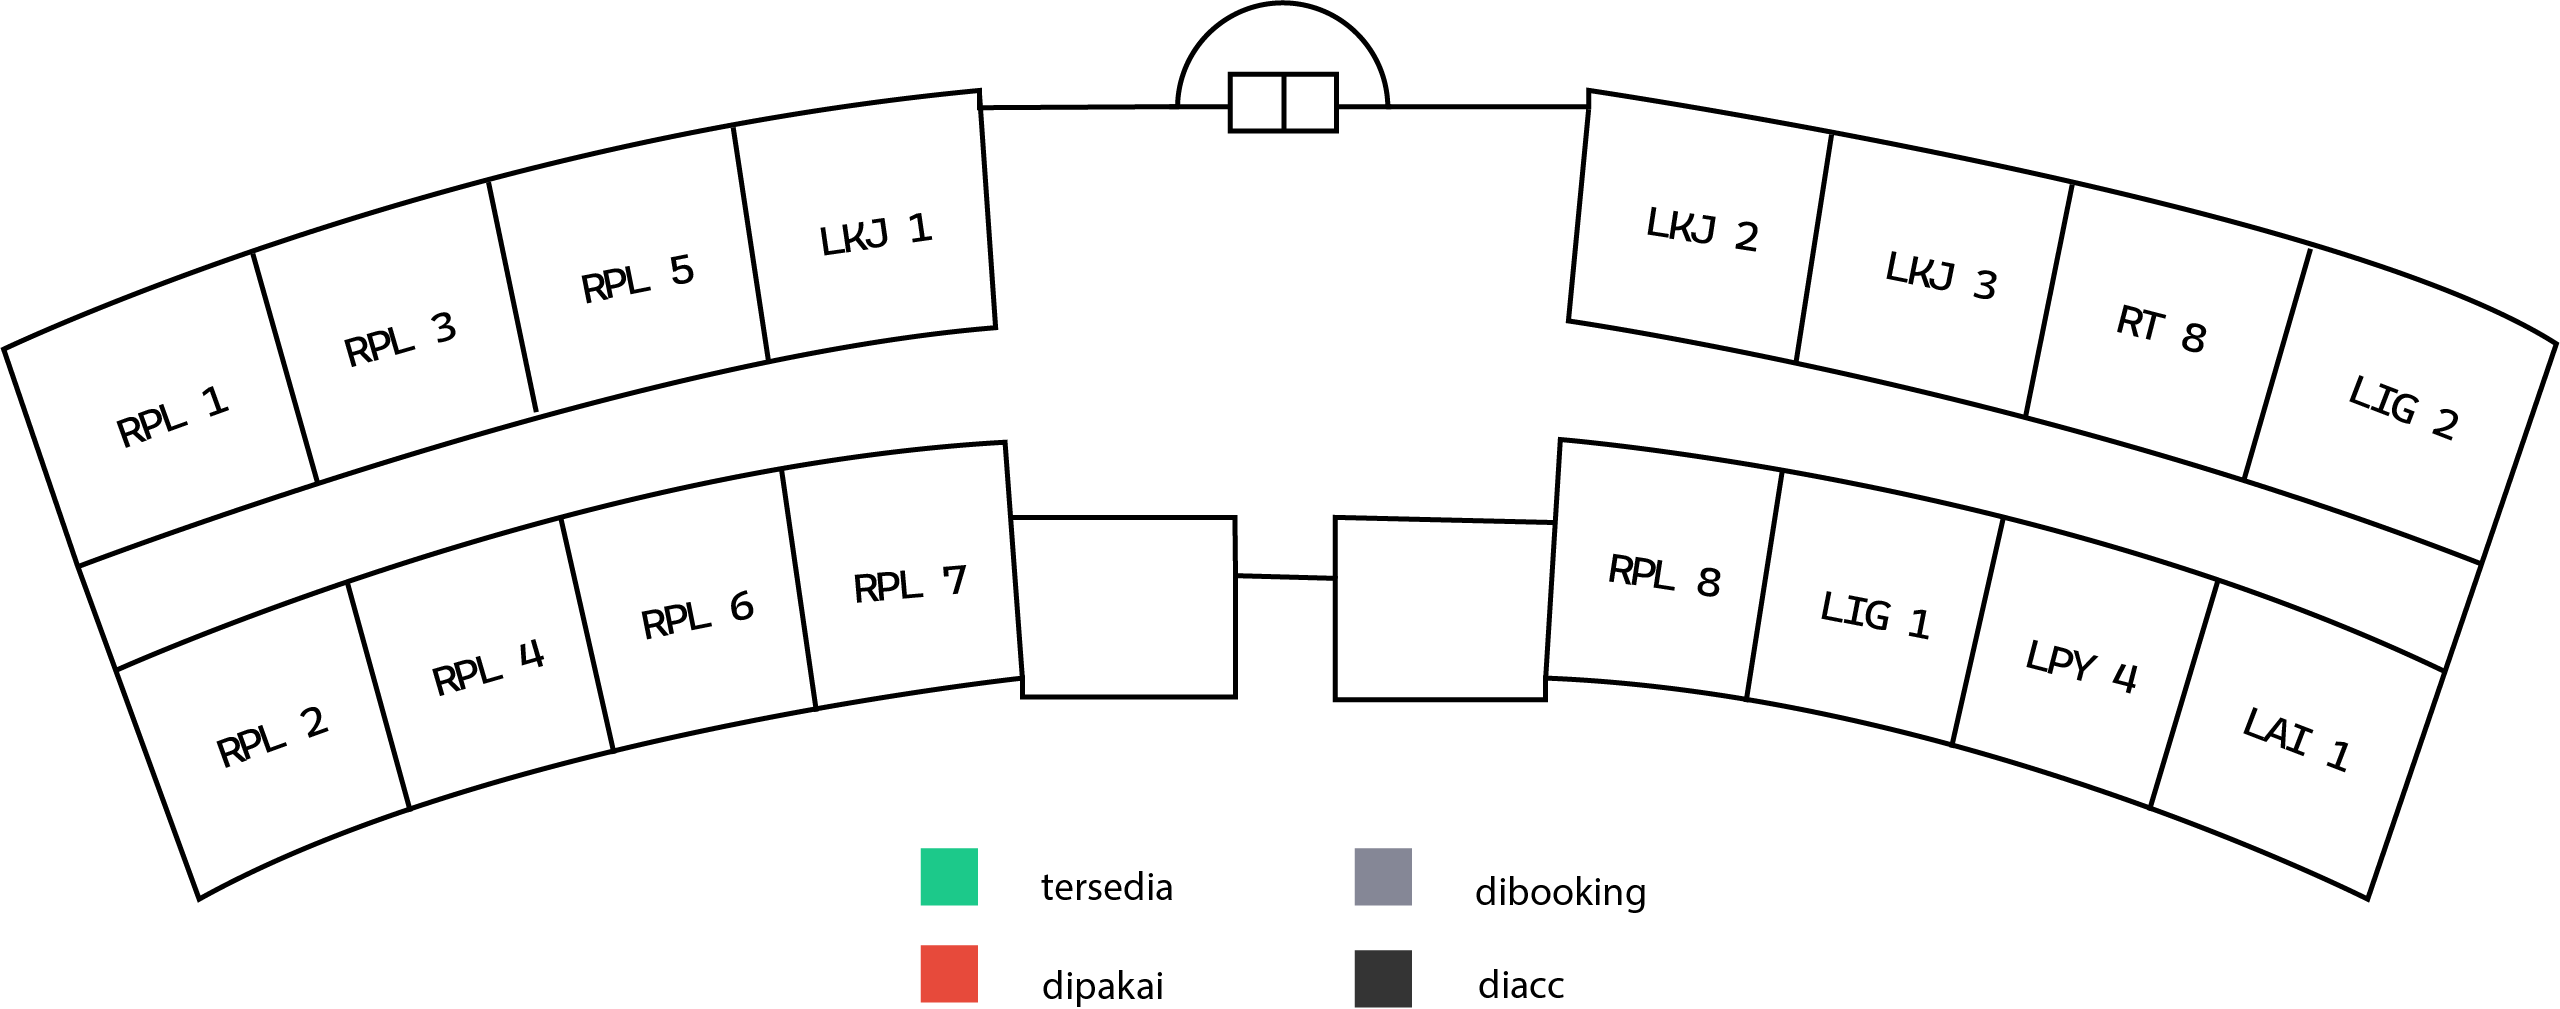 RPL 1
RPL 3
RPL 5
LKJ 1
LKJ 2
LKJ 3
RT 8
LIG 2
RPL 2
RPL 4
RPL 6
RPL 7
RPL 8
LIG 1
LPY 4
LAI 1
tersedia
dibooking
dipakai
diacc